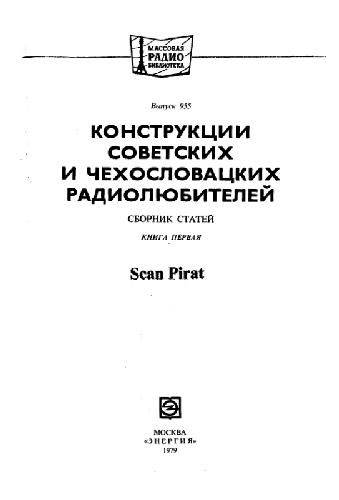 МАССОВАЯ
РАДИО
БИБЛИОТЕКА
Выпуск 935
КОНСТРУКЦИИ
СОВЕТСКИХ
И ЧЕХОСЛОВАЦКИХ
РАДИОЛЮБИТЕЛЕЙ
СБОРНИК СТАТЕЙ
КНИГА ПЕРВАЯ
Scan Pirat
МОСКВА
«ЭНЕРГИЯ»
1979